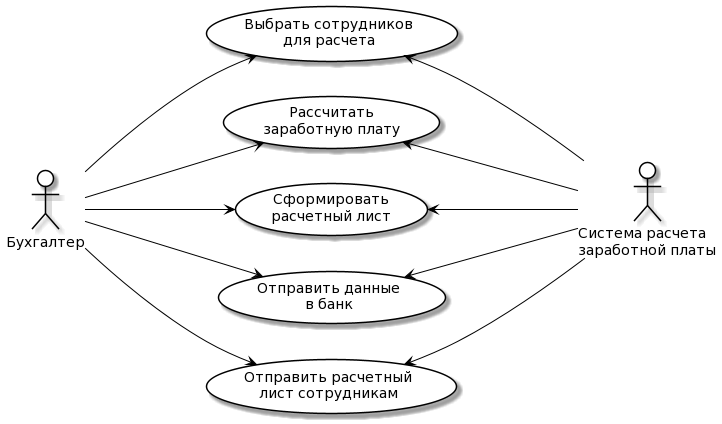 Выбрать сотрудников
для расчета
Рассчитать
заработную плату
Сформировать
расчетный лист
Бухгалтер
Система расчета
заработной платы
Отправить данные
в банк
Отправить расчетный
лист сотрудникам